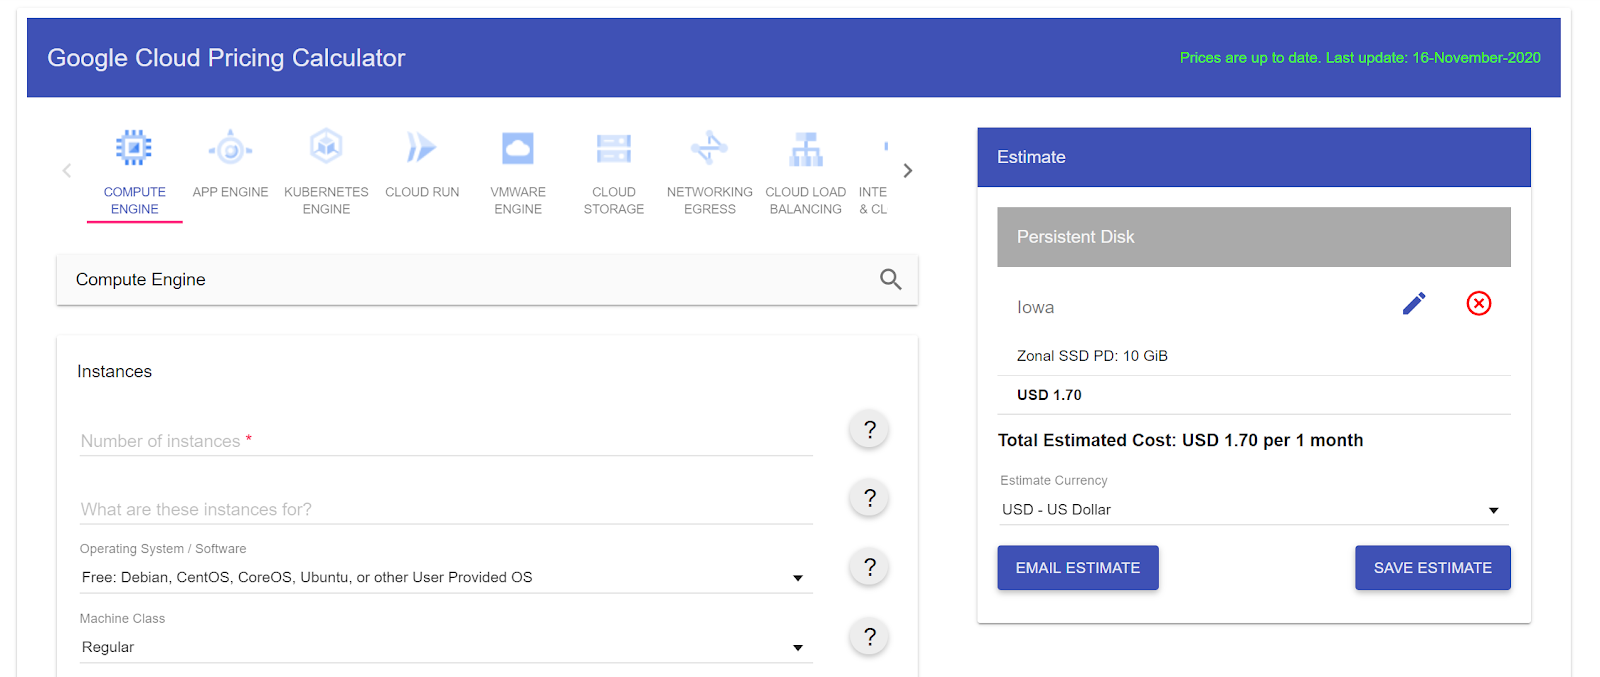 Google Cloud Pricing Calculator
Prices are up to date. Last update: 16-November-2020
COMPUTE
ENGINE
APP ENGINE
KUBERNETES
ENGINE
CLOUD RUN
VMWARE
ENGINE
CLOUD
STORAGE
NETWORKING
EGRESS
CLOUD LOAD
BALANCING
INTE
& CL
Compute Engine
Instances
Number of instances *
?
What are these instances for?
?
Operating System / Software
Free: Debian, CentOS, CoreOS, Ubuntu, or other User Provided OS
?
Machine Class
Regular
?
Estimate
Persistent Disk
Iowa
Zonal SSD PD: 10 GiB
USD 1.70
Total Estimated Cost: USD 1.70 per 1 month
Estimate Currency
USD - US Dollar
EMAIL ESTIMATE
SAVE ESTIMATE